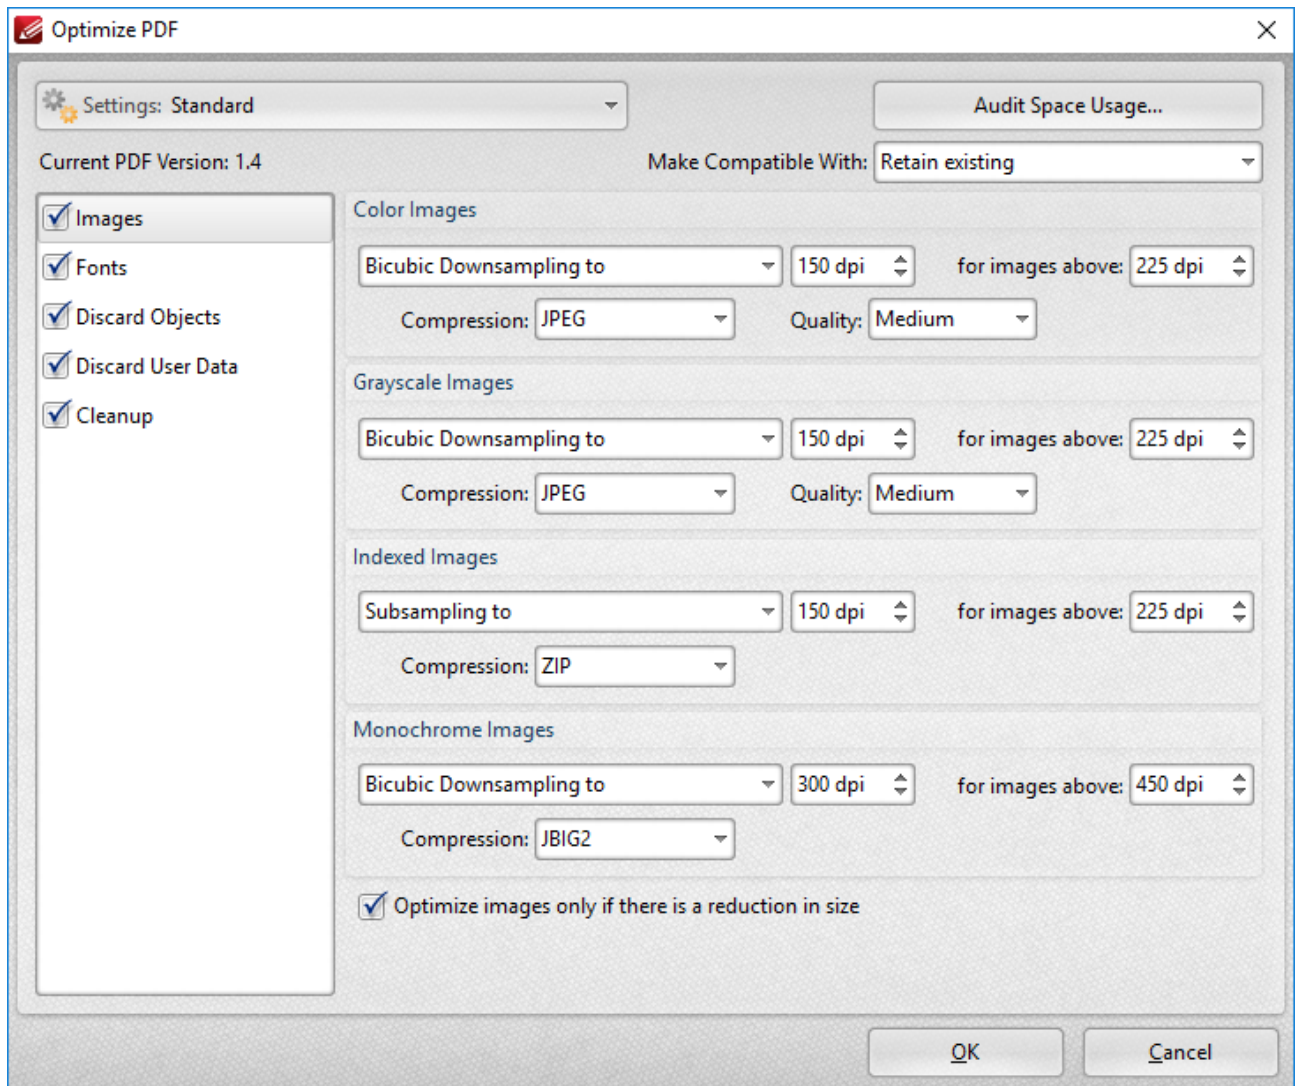 Optimize PDF
Settings: Standard
Audit Space Usage...
Current PDF Version: 1.4
Make Compatible With: Retain existing
Images
Fonts
Discard Objects
Discard User Data
Cleanup
Color Images
Bicubic Downsampling to 150 dpi for images above: 225 dpi
Compression: JPEG Quality: Medium
Grayscale Images
Bicubic Downsampling to 150 dpi for images above: 225 dpi
Compression: JPEG Quality: Medium
Indexed Images
Subsampling to 150 dpi for images above: 225 dpi
Compression: ZIP
Monochrome Images
Bicubic Downsampling to 300 dpi for images above: 450 dpi
Compression: JBIG2
Optimize images only if there is a reduction in size
OK Cancel